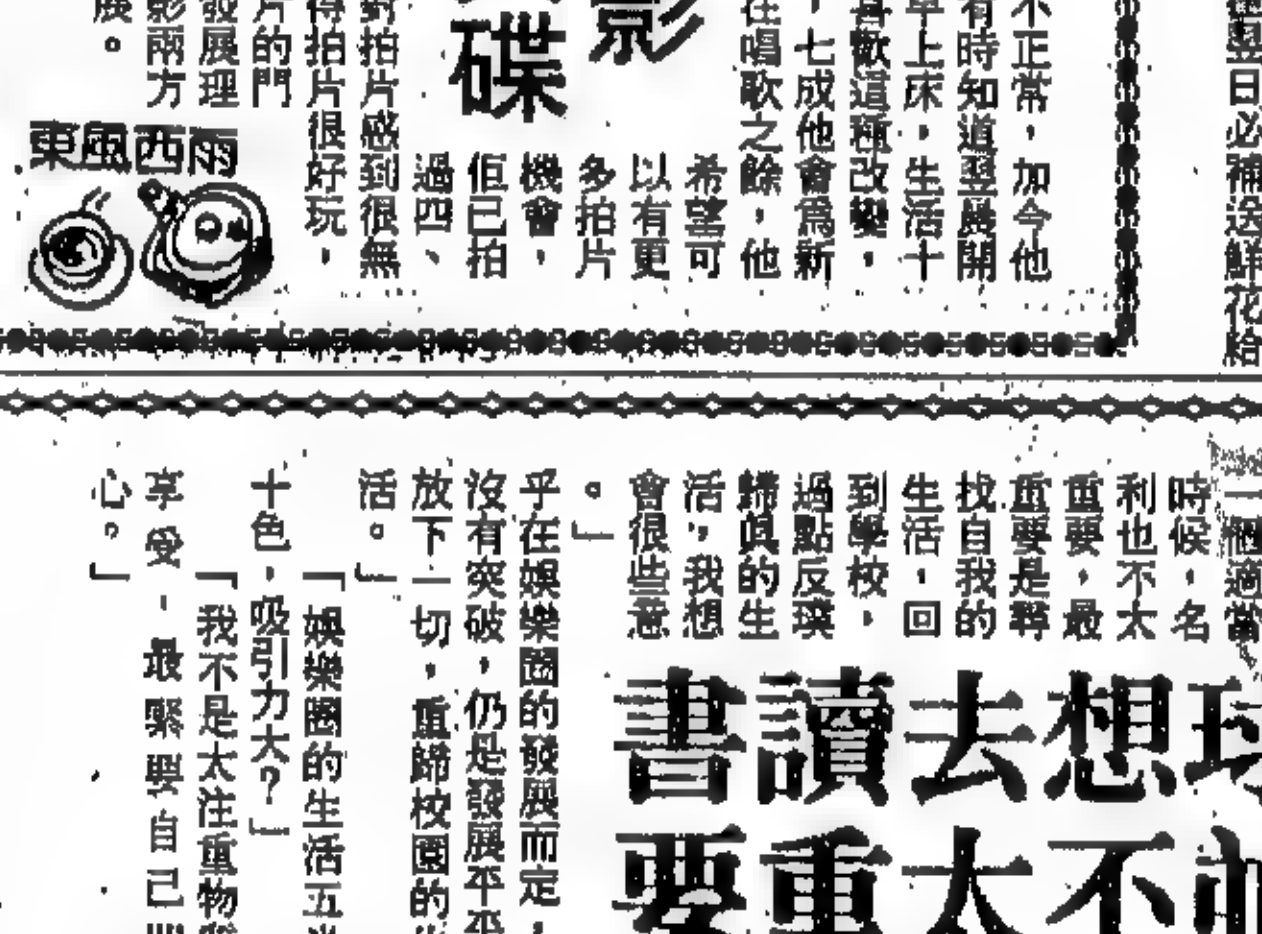 翌日必補送鮮花給
不正常，加今他
有時知道翌晨開
早上床，生活十
喜歡這種改變，
，七成他會為新
在唱歌之餘，他
希望可
以有更
多拍片
機會，
佢已拍
過四、
影
碟
對拍片感到很無
得拍片很好玩，
片的門
發展理
影兩方
展。
東風西雨
一個適當
時候，名
利也不太
重要，最
重要是尋
找自我的
生活，回
到學校，
過點反璞
歸眞的生
活，我想
會很些意
。」
想去讀書
不太重要
乎在娛樂圈的發展而定，
沒有突破，仍是發展平平
放下一切，重歸校園的
活。」
「娛樂圈的生活五光
十色，吸引力大？」
「我不是太注重物
享受，最緊要自己
心。」